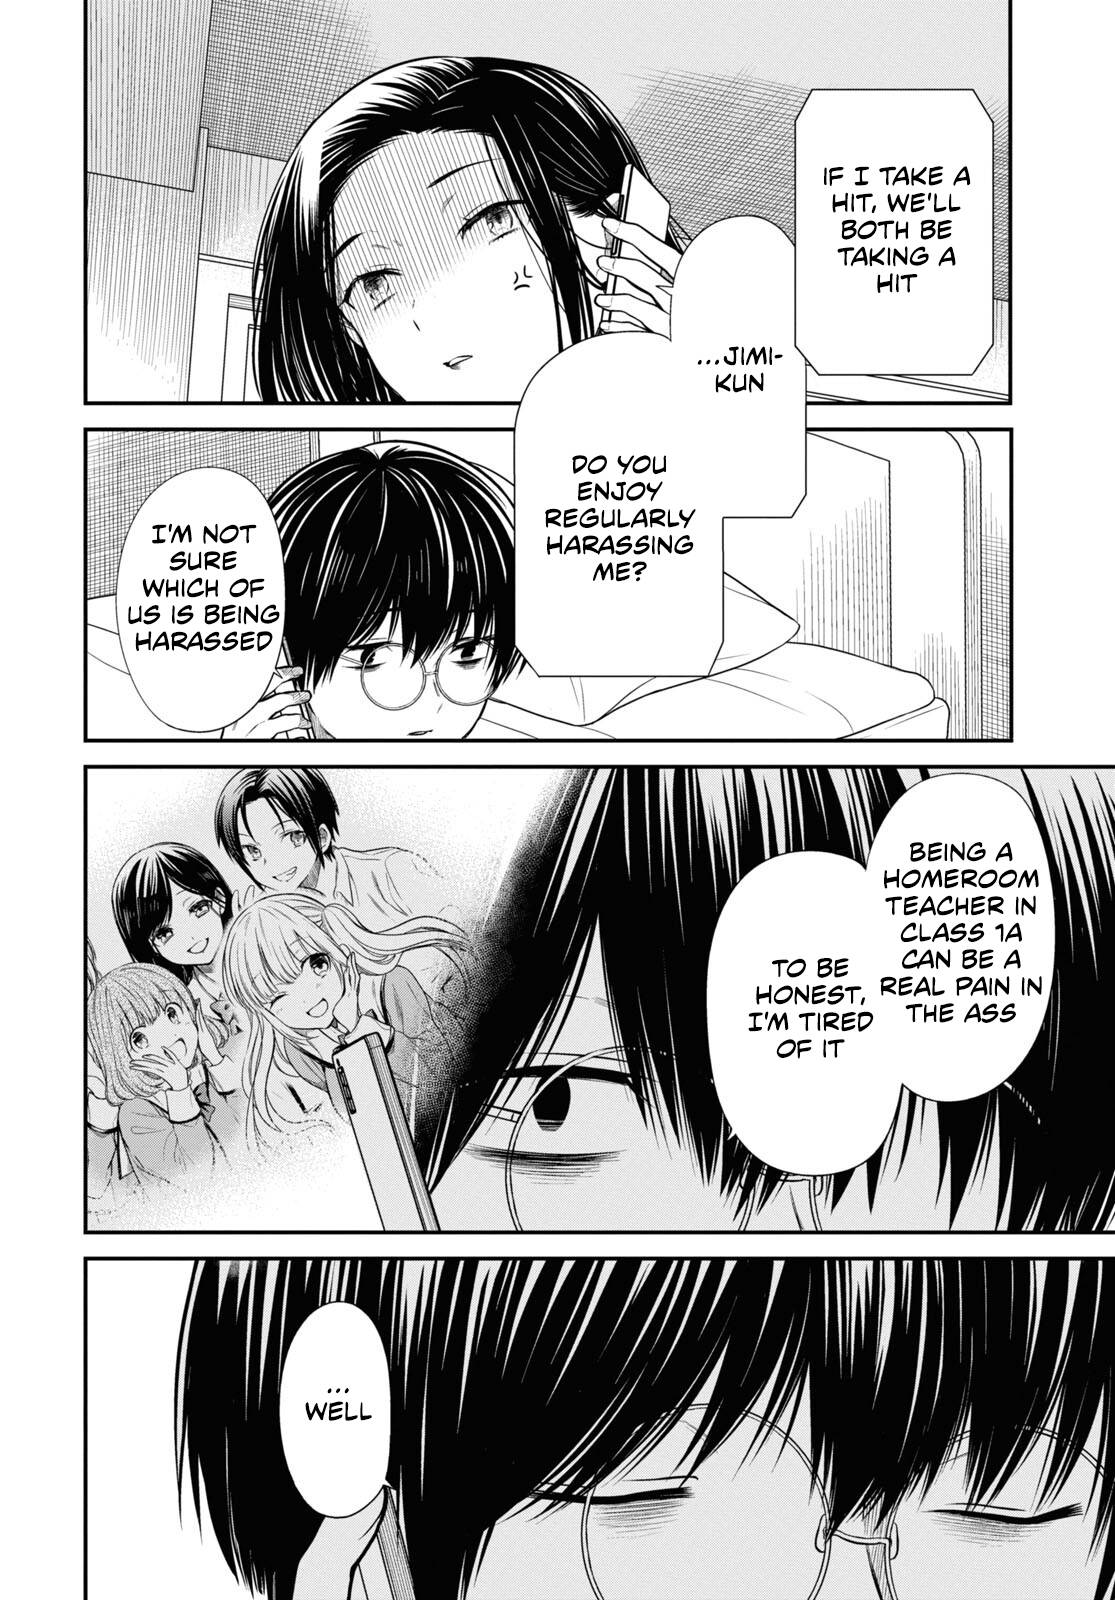 IF I TAKE A
HIT, WE'LL
BOTH BE
TAKING A
HIT
...JIMI-
KUN
DO YOU
ENJOY
REGULARLY
HARASSING
ME?
I'M NOT
SURE
WHICH OF
US IS BEING
HARASSED
BEING A
HOMEROOM
TEACHER IN
CLASS 1A
CAN BE A
REAL PAIN IN
THE ASS
TO BE
HONEST,
I'M TIRED
OF IT
...
WELL